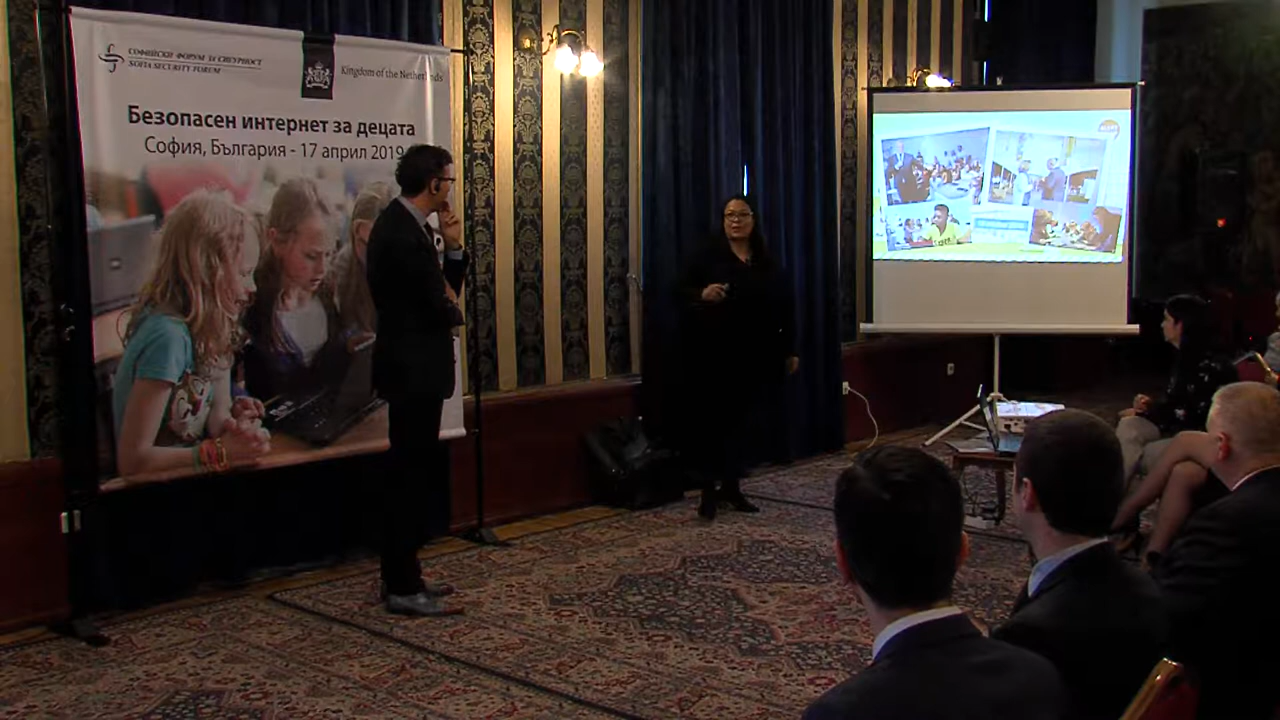 СОФИЙСКИ ФОРУМ ЗА СИГУРНОСТ
SOFIA SECURITY FORUM
Kingdom of the Netherlands
Безопасен интернет за децата
София, България - 17 април 2019